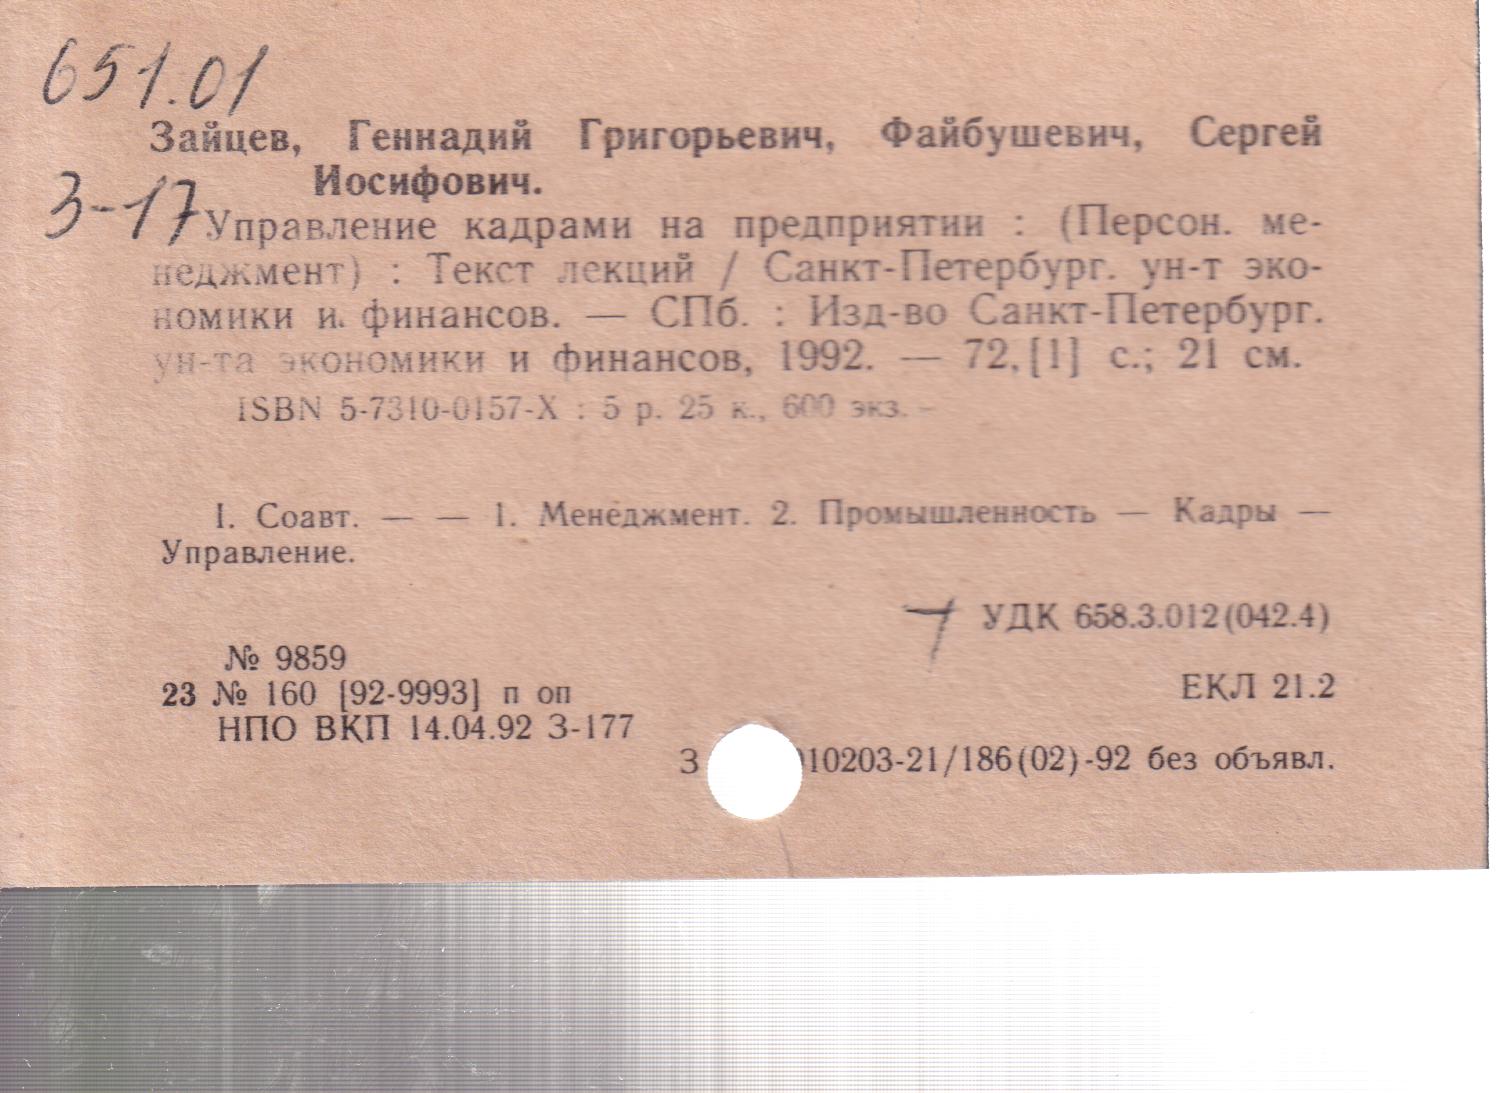 651.01
Зайцев, Геннадий Григорьевич, Файбушевич, Сергей
Иосифович.
З-17
Управление кадрами на предприятии : (Персон. ме-
неджмент) : Текст лекций / Санкт-Петербург. ун-т эко-
номики и финансов. — СПб. : Изд-во Санкт-Петербург.
ун-та экономики и финансов, 1992. — 72, [1] с.; 21 см.
ISBN 5-7310-0157-X : 5 р. 25 к., 600 экз. –
I. Соавт. — — 1. Менеджмент. 2. Промышленность — Кадры —
Управление.
УДК 658.3.012(042.4)
№ 9859
23 № 160 [92-9993] п оп
ЕКЛ 21.2
НПО ВКП 14.04.92 З-177
З 10203-21/186(02)-92 без объявл.